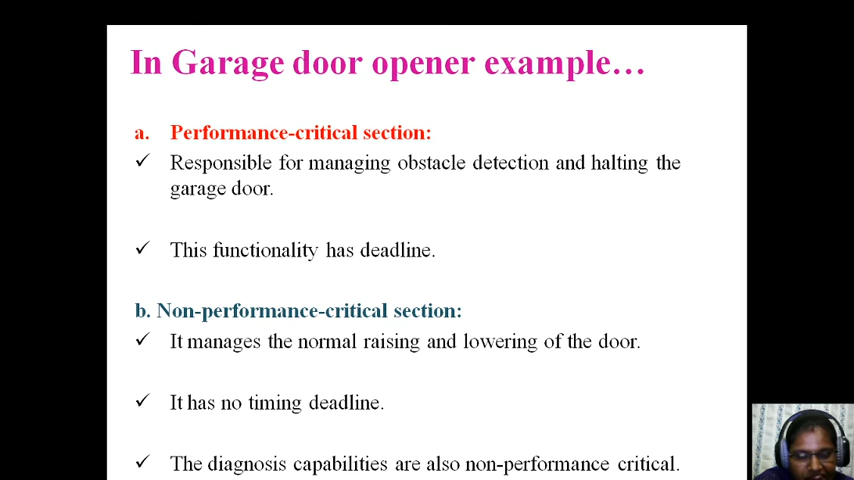 In Garage door opener example…
a. Performance-critical section:
✓ Responsible for managing obstacle detection and halting the
garage door.
✓ This functionality has deadline.
b. Non-performance-critical section:
✓ It manages the normal raising and lowering of the door.
✓ It has no timing deadline.
✓ The diagnosis capabilities are also non-performance critical.